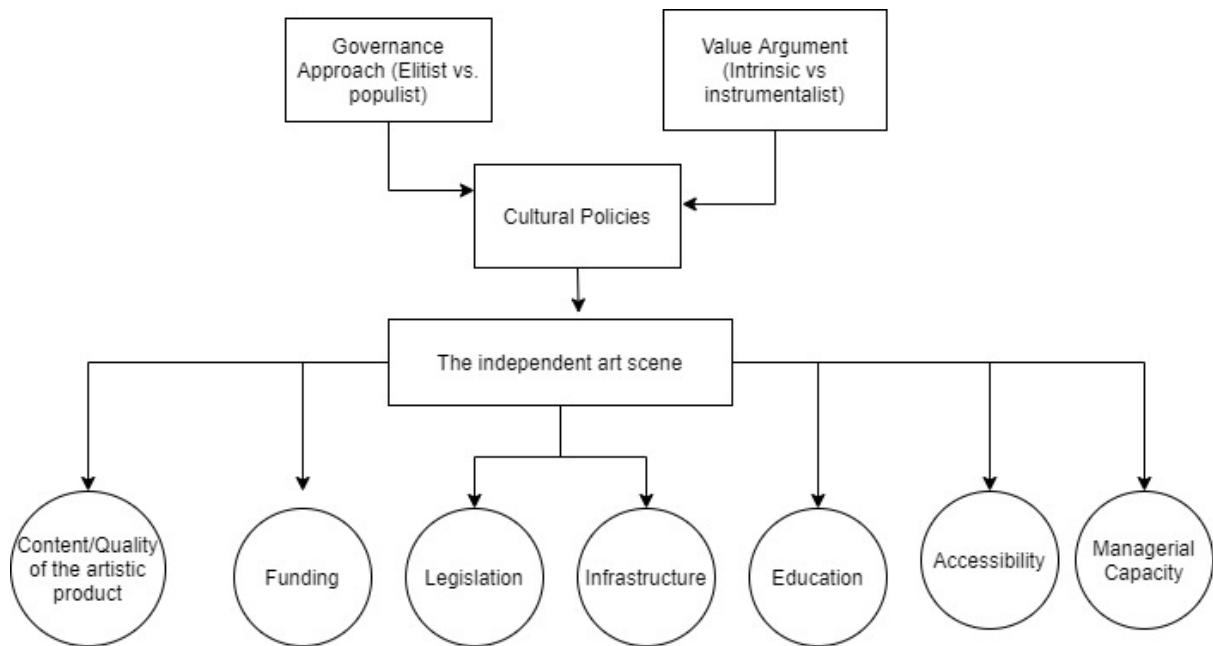 Governance
Approach (Elitist vs.
populist)
Value Argument
(Intrinsic vs
instrumentalist)
Cultural Policies
The independent art scene
Content/Quality
of the artistic
product
Funding
Legislation
Infrastructure
Education
Accessibility
Managerial
Capacity